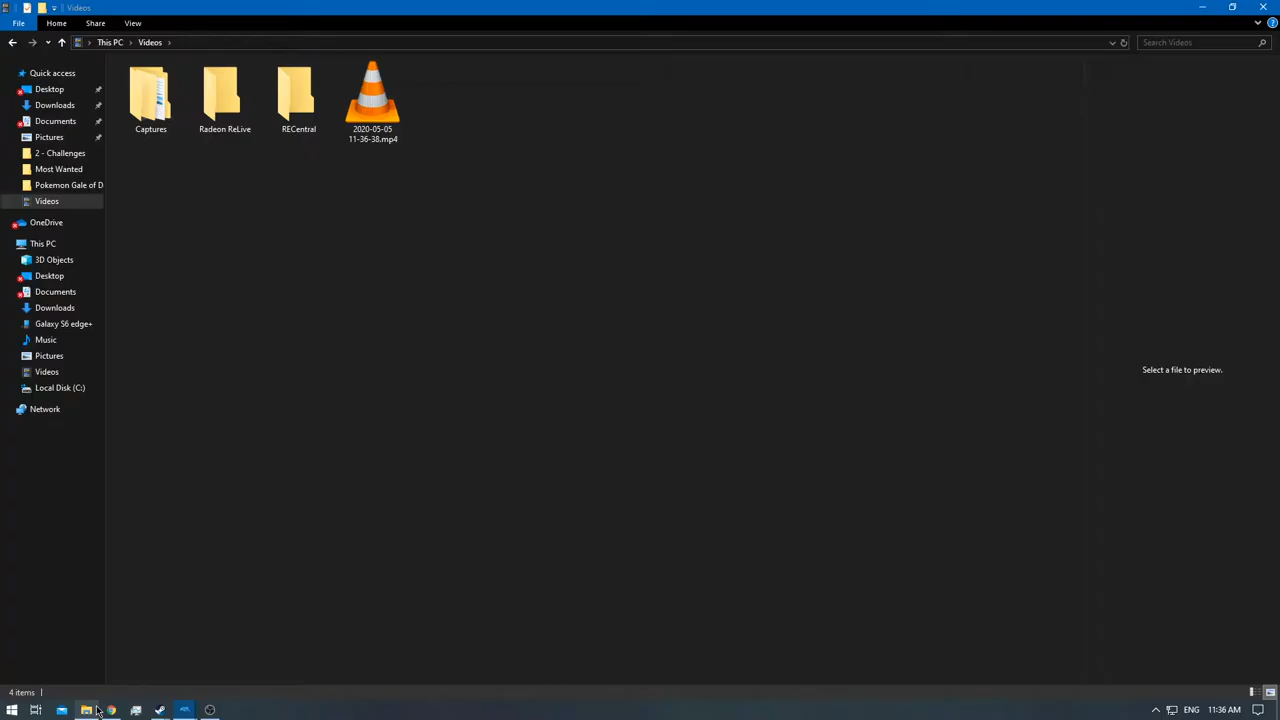 Videos
File Home Share View
This PC Videos
Search Videos
Quick access
Desktop
Downloads
Documents
Pictures
2 - Challenges
Most Wanted
Pokemon Gale of D
Videos
OneDrive
This PC
3D Objects
Desktop
Documents
Downloads
Galaxy S6 edge+
Music
Pictures
Videos
Local Disk (C:)
Network
Captures
Radeon ReLive
RECentral
2020-05-05
11-36-38.mp4
Select a file to preview.
4 items
ENG 11:36 AM